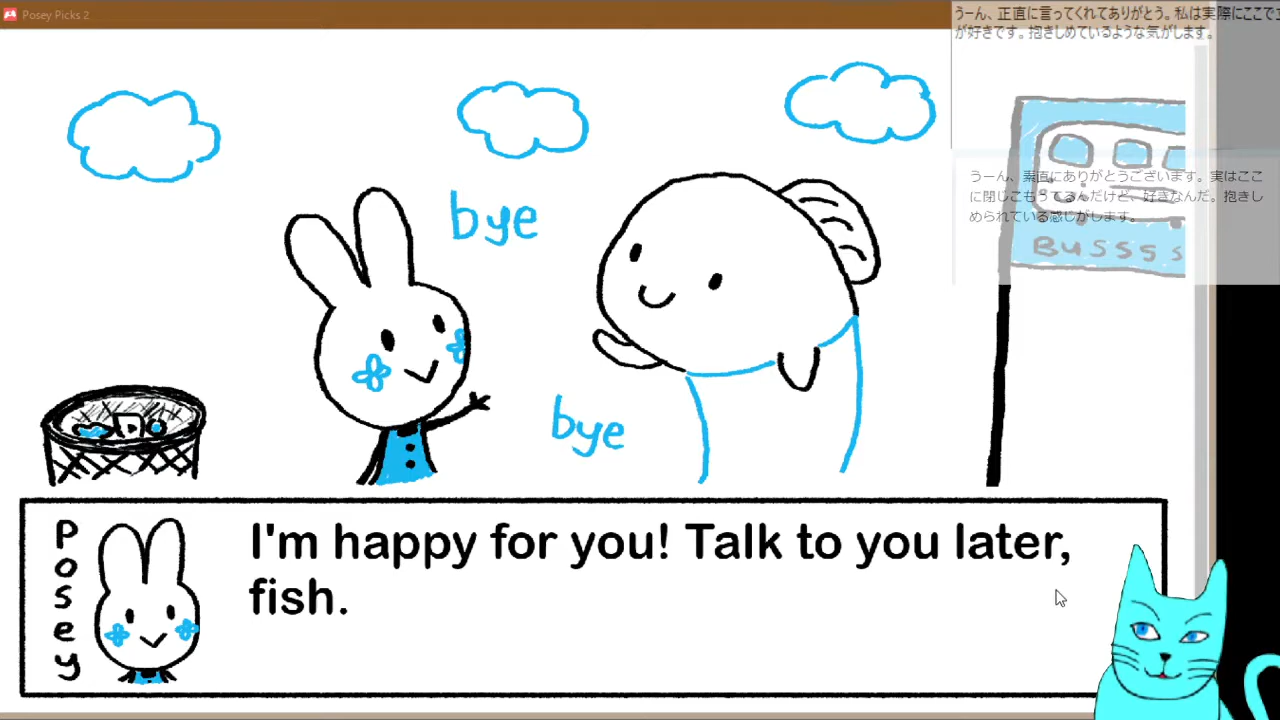 Posey Picks 2
うーん、正直に言ってくれてありがとう。私は実際にここで
が好きです。抱きしめているような気がします。
うーん、素直にありがとうございます。実はここ
に閉じこもってるんだけど、好きなんだ。抱きし
められている感じがします。
Busss
bye
bye
Posey
I'm happy for you! Talk to you later,
fish.